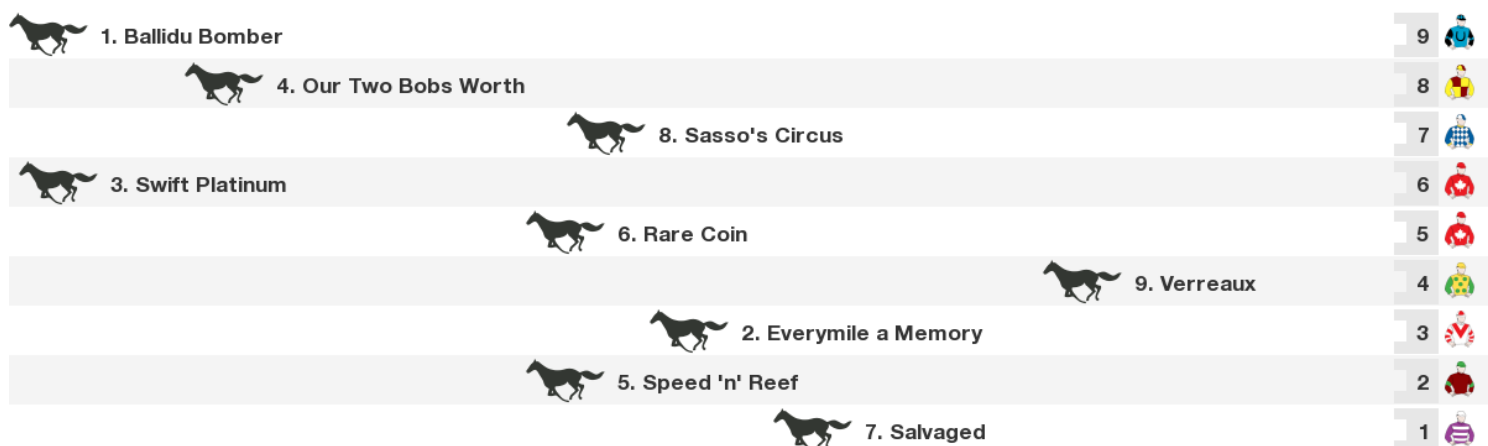 1. Ballidu Bomber 9
4. Our Two Bobs Worth 8
8. Sasso's Circus 7
3. Swift Platinum 6
6. Rare Coin 5
9. Verreaux 4
2. Everymile a Memory 3
5. Speed 'n' Reef 2
7. Salvaged 1